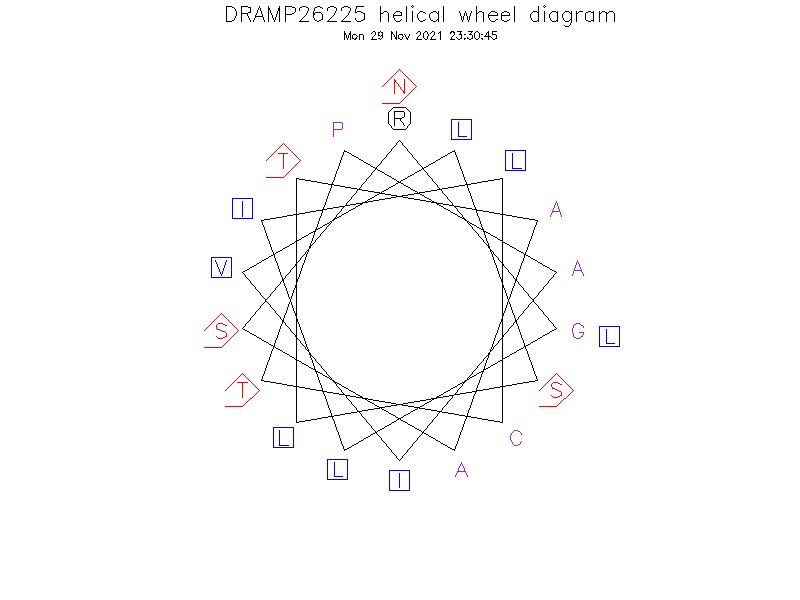 DRAMP26225 helical wheel diagram
Mon 29 Nov 2021 23:30:45
N
P R L
T L
I A
V A
S G L
T S
L C
L I A